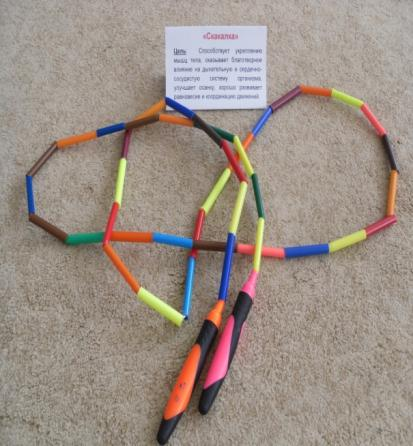 «Скакалка»
Цель: Способствует укреплению
мышц тела, оказывает благотворное
влияние на дыхательную и сердечно-
сосудистую систему организма,
улучшает осанку, хорошо развивает
равновесие и координацию движений.